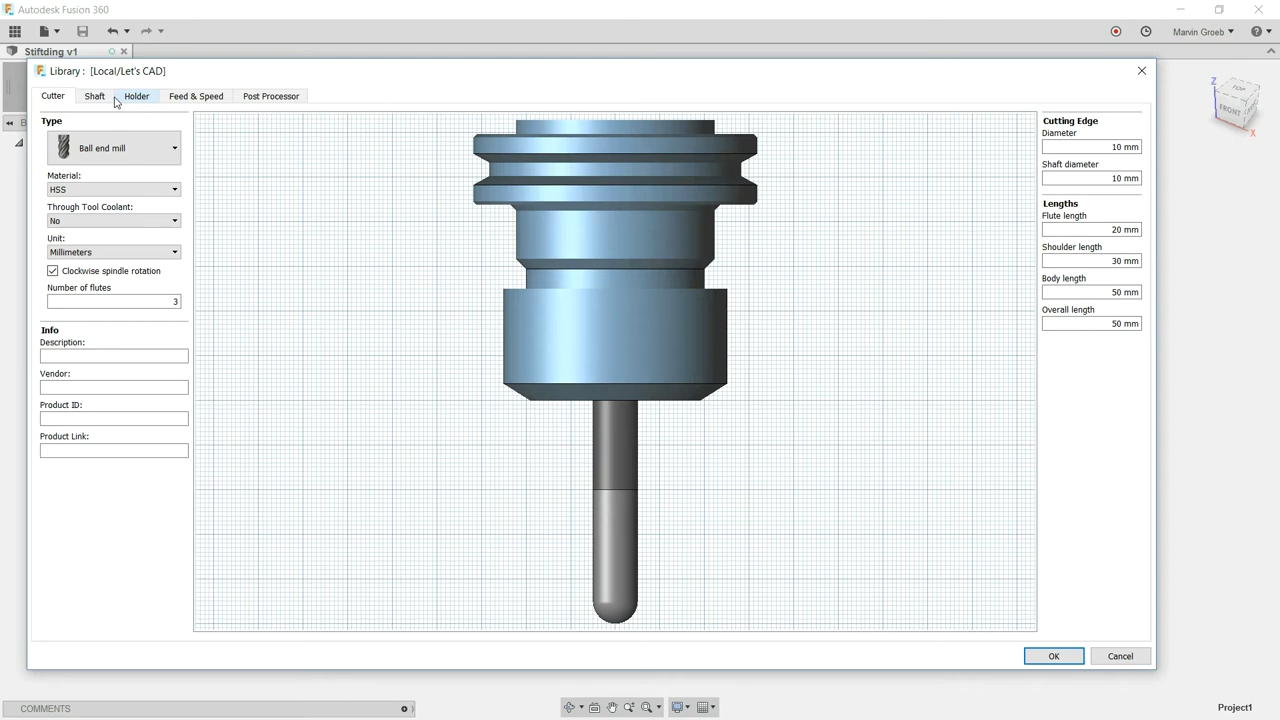 Autodesk Fusion 360
Marvin Groeb
Stiftding v1
Library : [Local/Let's CAD]
Cutter
Shaft
Holder
Feed & Speed
Post Processor
Type
Ball end mill
Material:
HSS
Through Tool Coolant:
No
Unit:
Millimeters
Clockwise spindle rotation
Number of flutes
3
Info
Description:
Vendor:
Product ID:
Product Link:
Cutting Edge
Diameter
10 mm
Shaft diameter
10 mm
Lengths
Flute length
20 mm
Shoulder length
30 mm
Body length
50 mm
Overall length
50 mm
Z
TOP
FRONT
X
OK
Cancel
COMMENTS
Project1